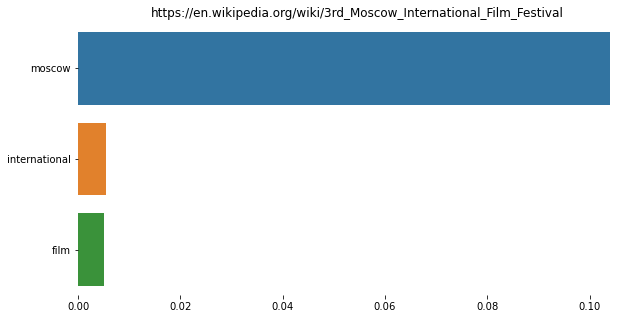 https://en.wikipedia.org/wiki/3rd_Moscow_International_Film_Festival
moscow
international
film
0.00 0.02 0.04 0.06 0.08 0.10